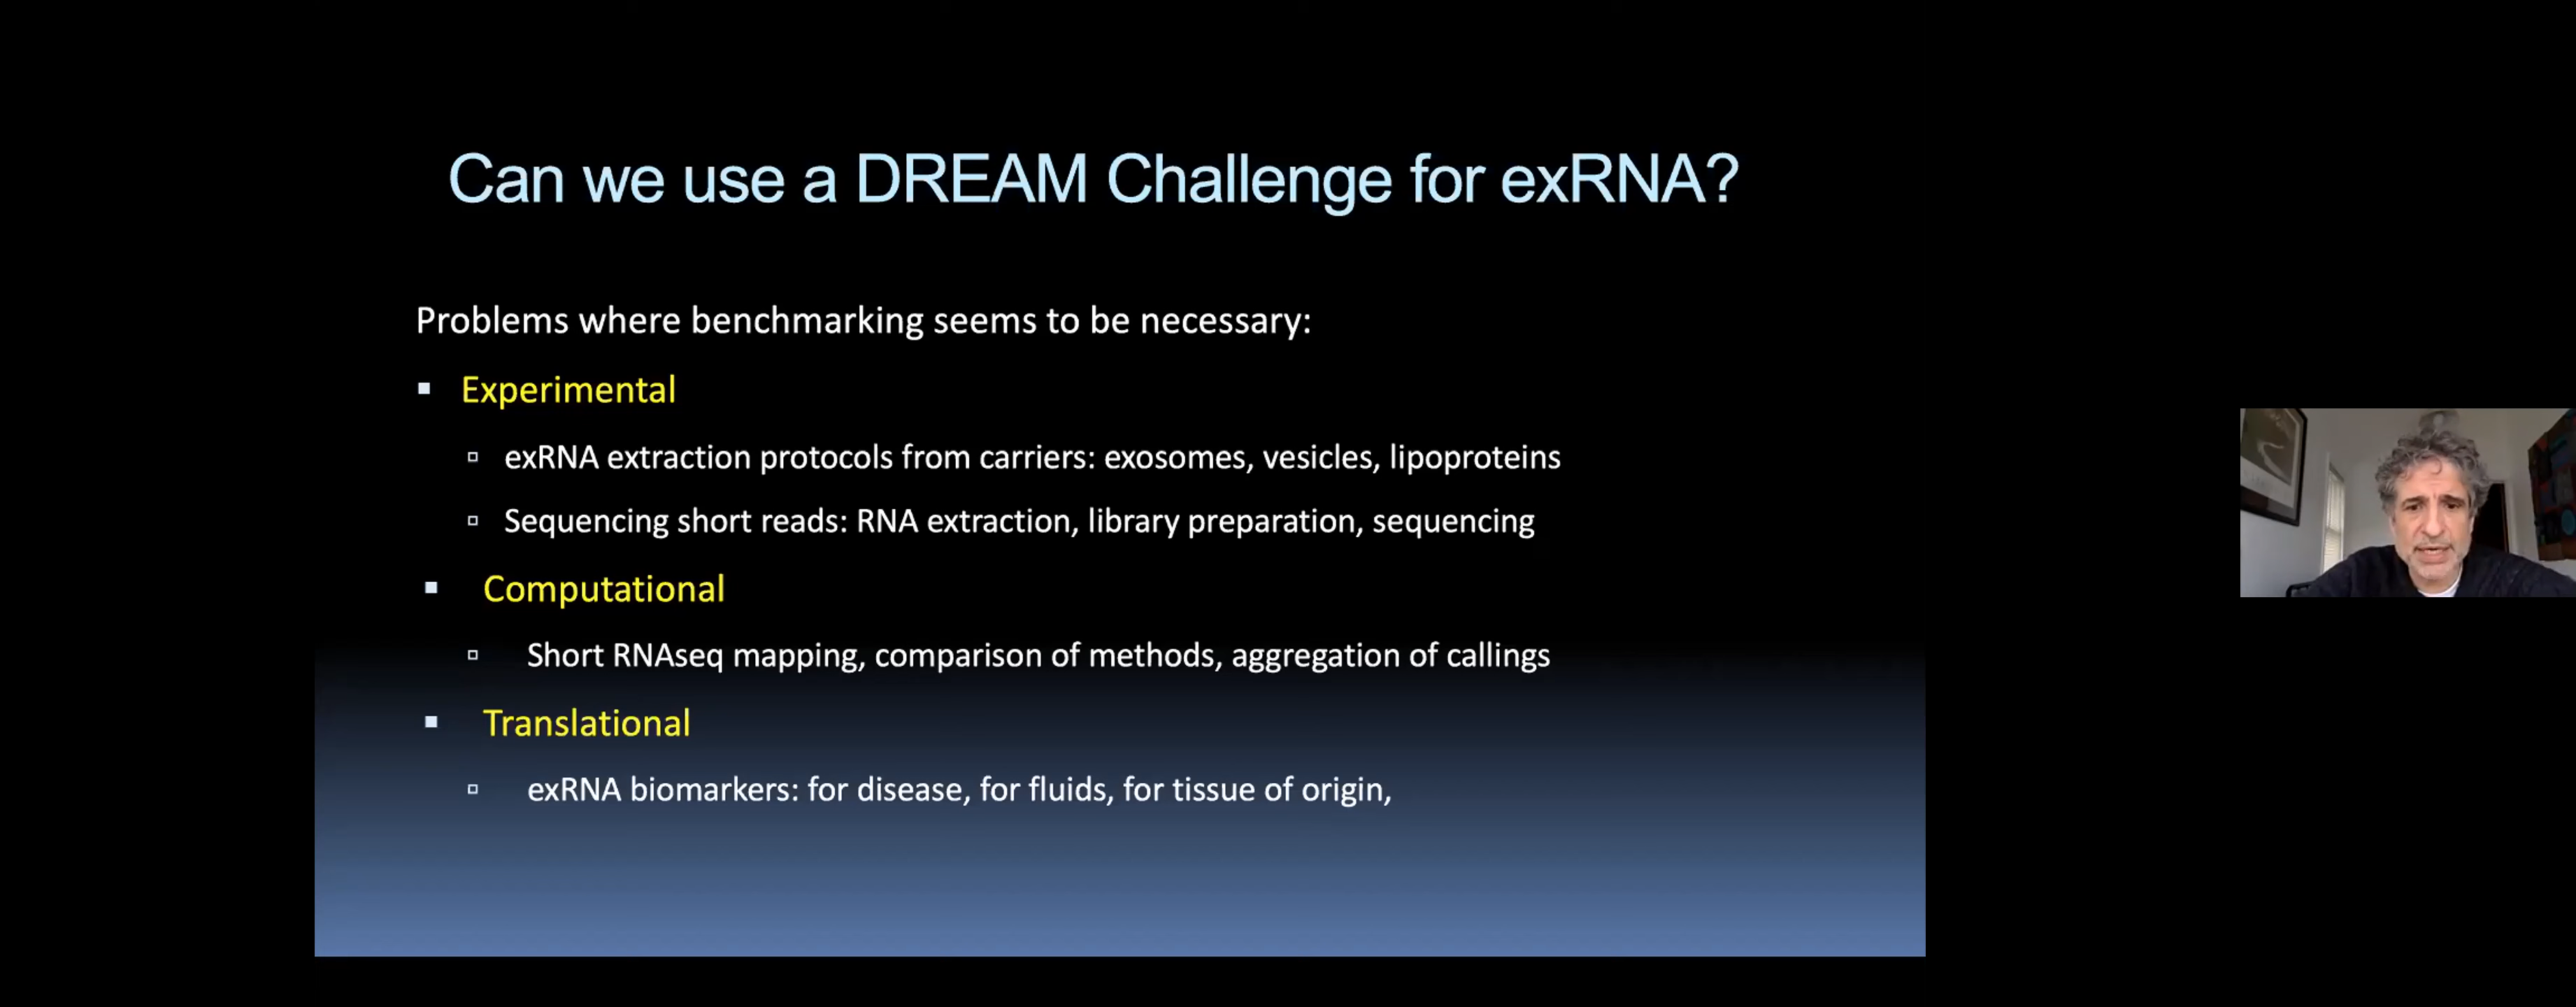 Can we use a DREAM Challenge for exRNA?
Problems where benchmarking seems to be necessary:
Experimental
exRNA extraction protocols from carriers: exosomes, vesicles, lipoproteins
Sequencing short reads: RNA extraction, library preparation, sequencing
Computational
Short RNAseq mapping, comparison of methods, aggregation of callings
Translational
exRNA biomarkers: for disease, for fluids, for tissue of origin,